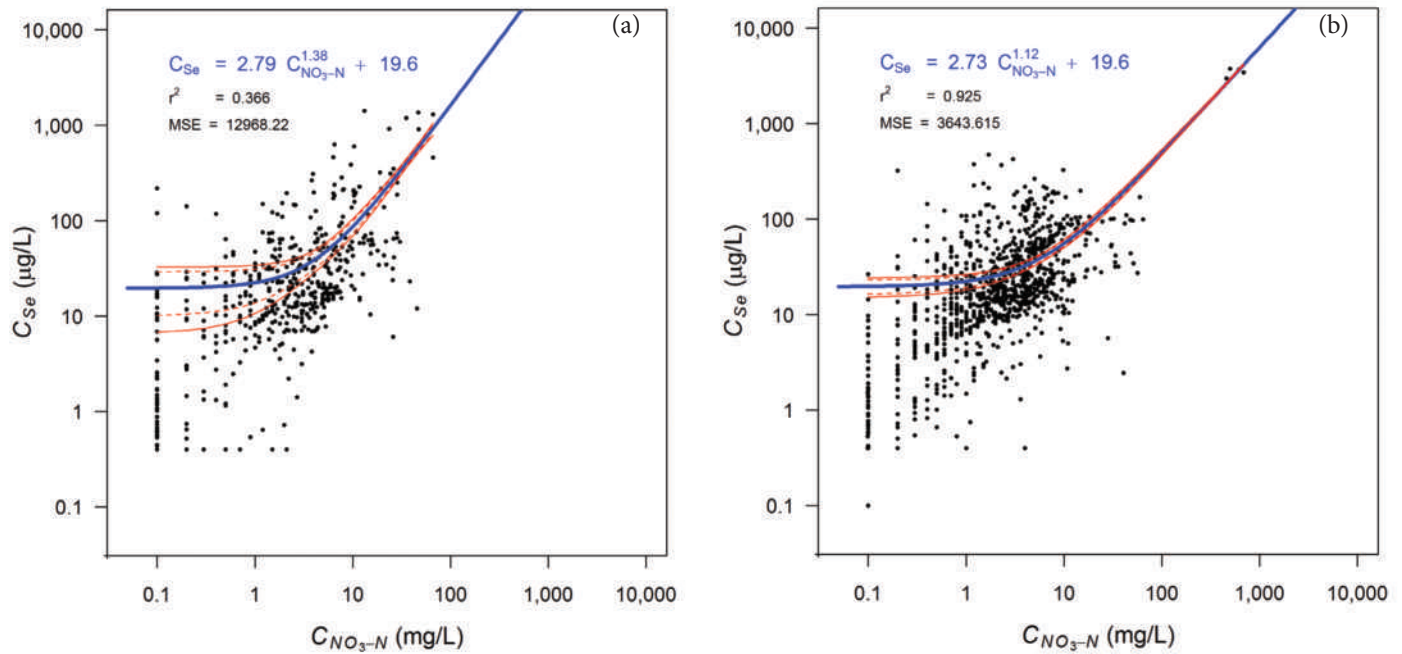 (a)
C_Se = 2.79 C_NO₃–N^1.38 + 19.6
r² = 0.366
MSE = 12968.22
10,000
1,000
100
10
1
0.1
C_Se (µg/L)
0.1 1 10 100 1,000 10,000
C_NO₃–N (mg/L)
(b)
C_Se = 2.73 C_NO₃–N^1.12 + 19.6
r² = 0.925
MSE = 3643.615
10,000
1,000
100
10
1
0.1
C_Se (µg/L)
0.1 1 10 100 1,000 10,000
C_NO₃–N (mg/L)